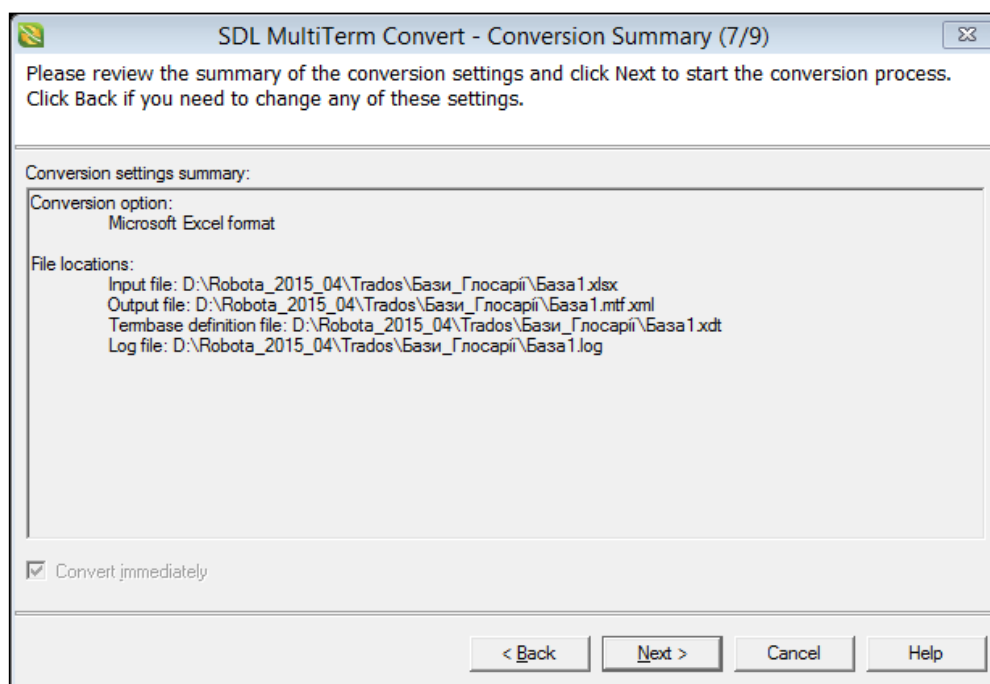 SDL MultiTerm Convert - Conversion Summary (7/9)
Please review the summary of the conversion settings and click Next to start the conversion process.
Click Back if you need to change any of these settings.
Conversion settings summary:
Conversion option:
Microsoft Excel format
File locations:
Input file: D:\Robota_2015_04\Trados\Бази_Глосарії\База1.xlsx
Output file: D:\Robota_2015_04\Trados\Бази_Глосарії\База1.mtf.xml
Termbase definition file: D:\Robota_2015_04\Trados\Бази_Глосарії\База1.xdt
Log file: D:\Robota_2015_04\Trados\Бази_Глосарії\База1.log
Convert immediately
< Back Next > Cancel Help